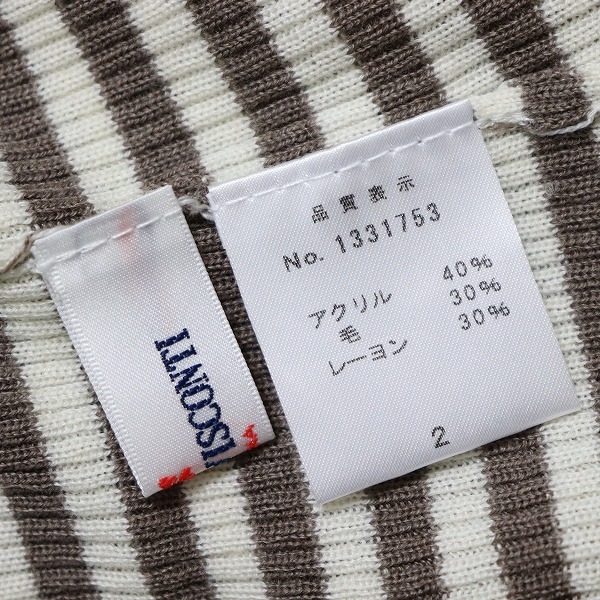 ISCONTI
品質表示
No. 1331753
アクリル 40%
毛 30%
レーヨン 30%
2